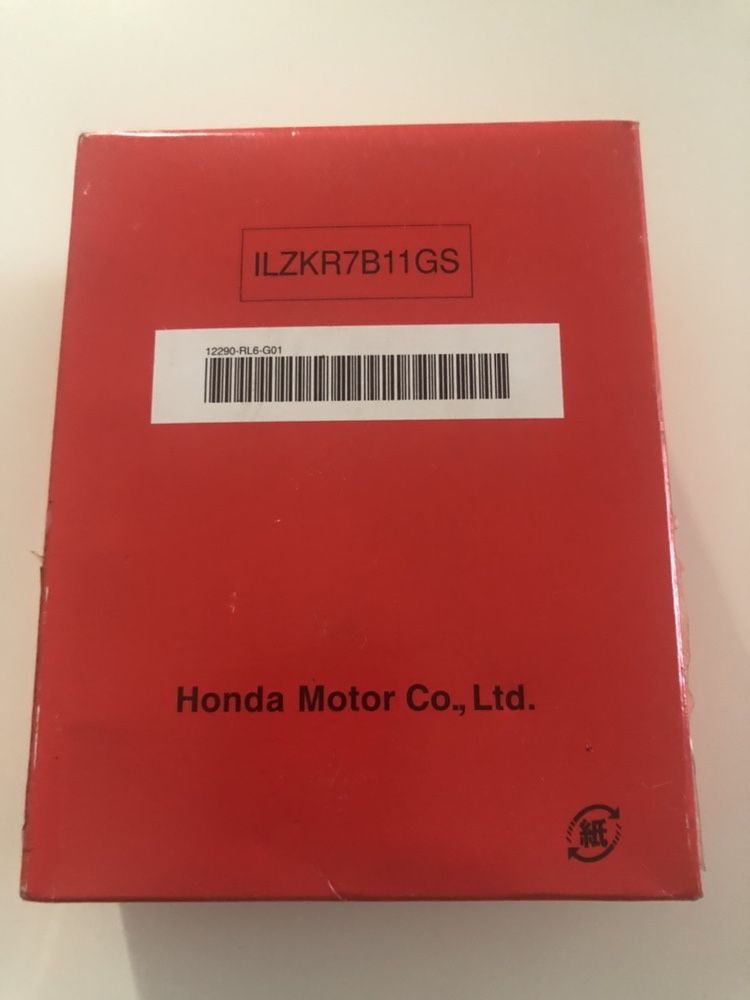 ILZKR7B11GS
12290-RL6-G01
Honda Motor Co., Ltd.
紙